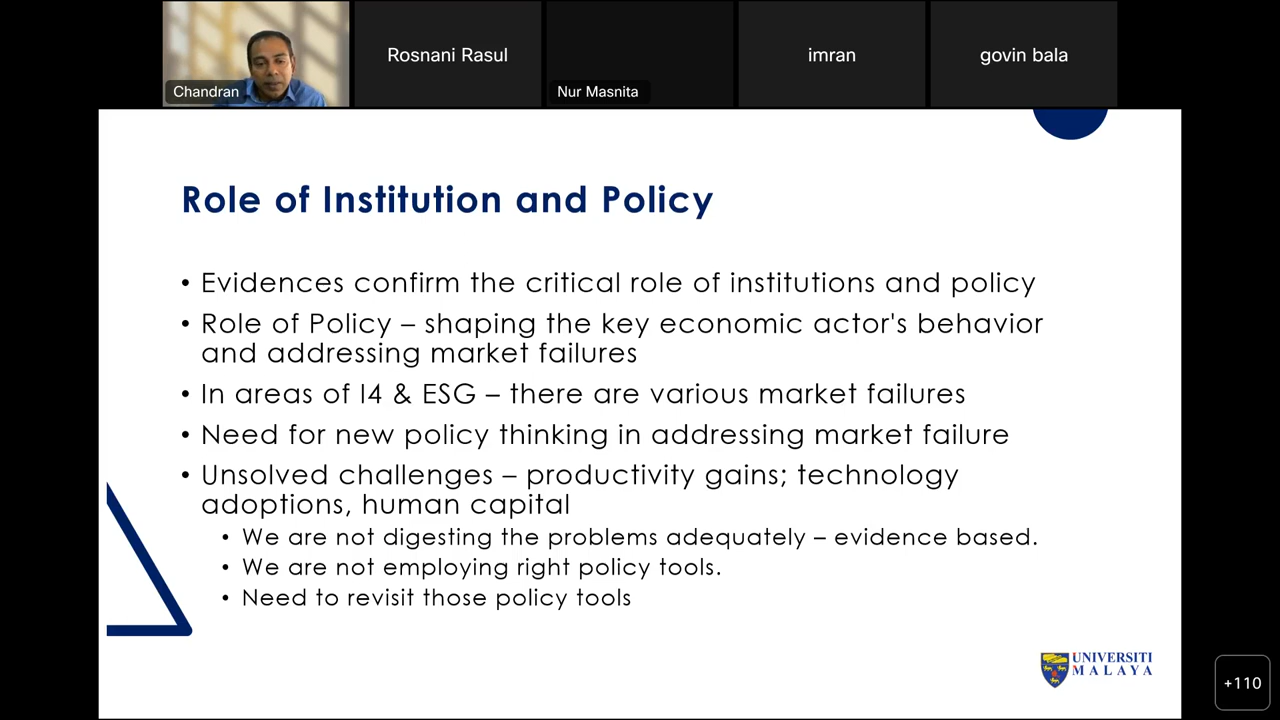 Chandran
Rosnani Rasul
Nur Masnita
imran
govin bala
Role of Institution and Policy
• Evidences confirm the critical role of institutions and policy
• Role of Policy – shaping the key economic actor's behavior
and addressing market failures
• In areas of I4 & ESG – there are various market failures
• Need for new policy thinking in addressing market failure
• Unsolved challenges – productivity gains; technology
adoptions, human capital
• We are not digesting the problems adequately – evidence based.
• We are not employing right policy tools.
• Need to revisit those policy tools
UNIVERSITI
MALAYA
+110